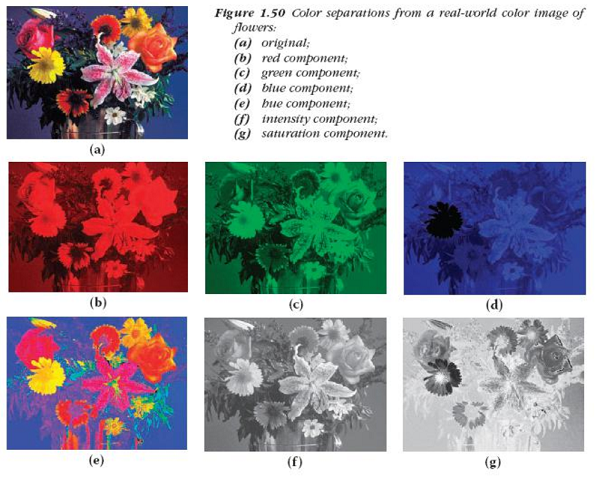 Figure 1.50 Color separations from a real-world color image of
flowers:
(a) original;
(b) red component;
(c) green component;
(d) blue component;
(e) hue component;
(f) intensity component;
(g) saturation component.
(a)
(b)
(c)
(d)
(e)
(f)
(g)